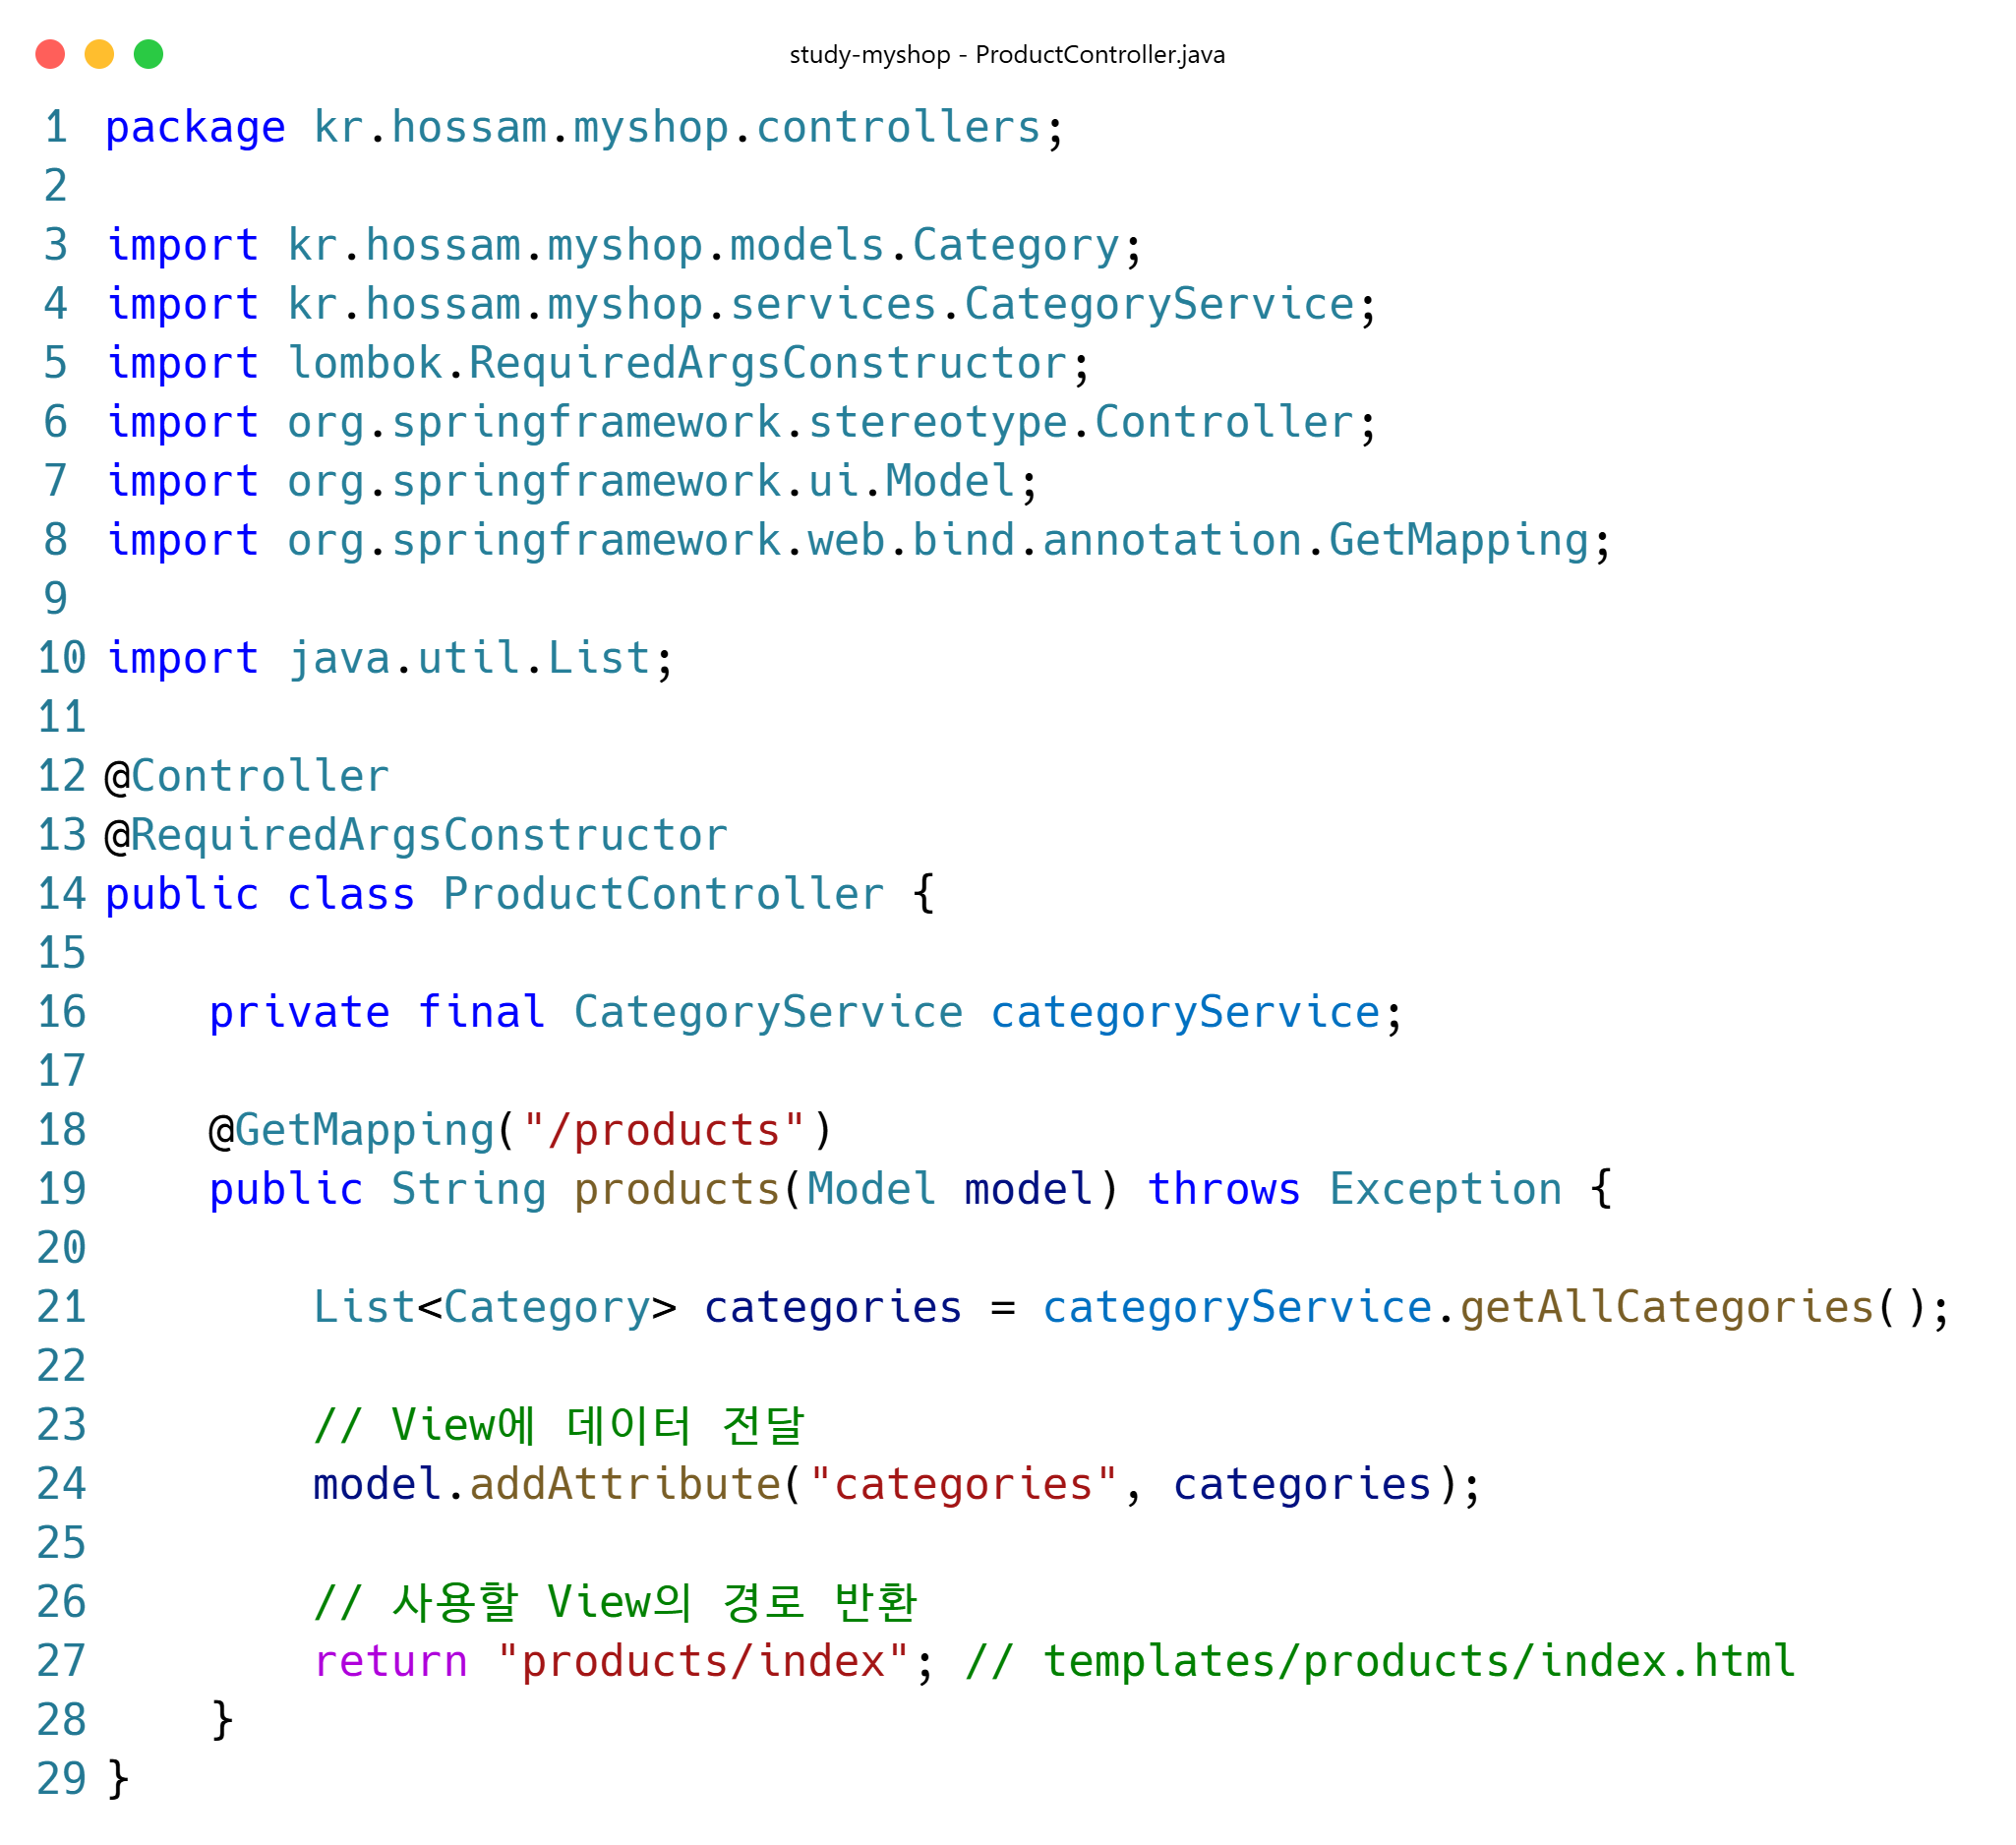 study-myshop - ProductController.java
1 package kr.hossam.myshop.controllers;
2
3 import kr.hossam.myshop.models.Category;
4 import kr.hossam.myshop.services.CategoryService;
5 import lombok.RequiredArgsConstructor;
6 import org.springframework.stereotype.Controller;
7 import org.springframework.ui.Model;
8 import org.springframework.web.bind.annotation.GetMapping;
9
10 import java.util.List;
11
12 @Controller
13 @RequiredArgsConstructor
14 public class ProductController {
15
16     private final CategoryService categoryService;
17
18     @GetMapping("/products")
19     public String products(Model model) throws Exception {
20
21         List<Category> categories = categoryService.getAllCategories();
22
23         // View에 데이터 전달
24         model.addAttribute("categories", categories);
25
26         // 사용할 View의 경로 반환
27         return "products/index"; // templates/products/index.html
28     }
29 }